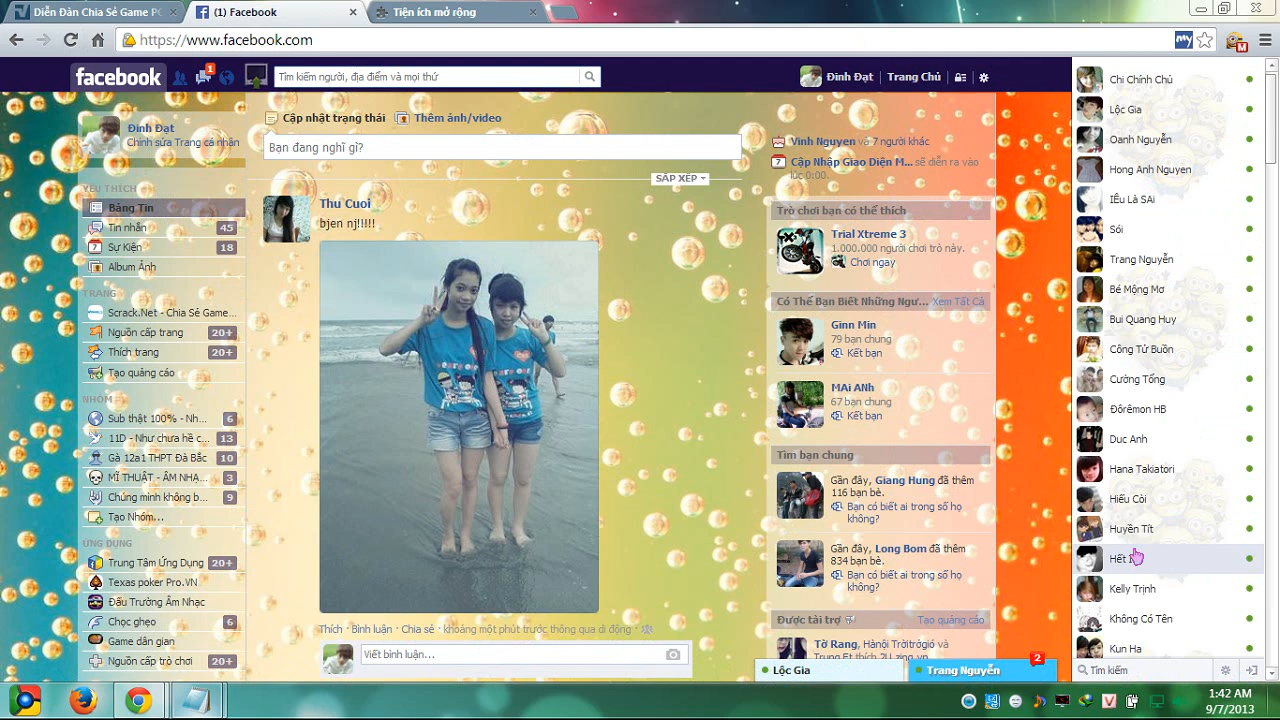 Diễn Đàn Chia Sẻ Game PC
(1) Facebook
Tiện ích mở rộng
https://www.facebook.com
my
M
facebook
1
Tìm kiếm người, địa điểm và mọi thứ
Đinh Đạt
Trang Chủ
Đinh Đạt
Chỉnh sửa Trang cá nhân
YÊU THÍCH
Bảng Tin
Tin nhắn 45
Sự Kiện 18
Album Ảnh
TRANG
Scrack.Net - Chia Sẻ Game...
Nguồn cấp trang 20+
Thích trang 20+
Tạo quảng cáo
NHÓM
Sub thật 100% - Nh... 6
11D - Như chưa hề c... 13
Gà 12a1 THPT Đà Bắc 10
MĨ THUẬT - ÂM NHẠ... 3
Chứng minh không b... 9
Tạo Nhóm...
ỨNG DỤNG
Trung Tâm Ứng Dụng 20+
Texas poker Pro.VN
Đấu Trường Âm Nhạc
Chọc ghẹo 6
Game dân gian
Nguồn cấp trò chơi 20+
Cập nhật trạng thái
Thêm ảnh/video
Bạn đang nghĩ gì?
SẮP XẾP
Thu Cuoi
bjen nj!!!!!
Thích · Bình luận · Chia sẻ · khoảng một phút trước thông qua di động ·
Viết bình luận...
Vinh Nguyen và 7 người khác
7
Cập Nhập Giao Diện M... sẽ diễn ra vào
lúc 0:00.
Trò chơi bạn có thể thích
Trial Xtreme 3
1.000.000 người chơi trò này.
Chơi ngay
Có Thể Bạn Biết Những Ngư... Xem Tất Cả
Ginn Min
79 bạn chung
Kết bạn
MAi ANh
67 bạn chung
Kết bạn
Tìm bạn chung
Gần đây, Giang Hung đã thêm
116 bạn bè.
Bạn có biết ai trong số họ
không?
Gần đây, Long Bom đã thêm
834 bạn bè.
Bạn có biết ai trong số họ
không?
Được tài trợ
Tạo quảng cáo
Tờ Rang, Hànội Trờitrởgió và
Lộc Gia
Trang Nguyễn
2
Chi Chính Chủ
Lộc Gia
Oanh Nguyễn
Hong Anh Nguyen
IÊu Là SAi
Sói
Trang Nguyễn
Bé Mộng Mơ
Bui Quang Huy
Công Tử Buồn
Cường Tống
Đôrêmon HB
Duc Anh
Hana Takiatori
Hiếu Còi
Huyền Tít
Hết
Kelly Trịnh
Không Có Tên
Kun Ha
Tìm kiếm
1:42 AM
9/7/2013